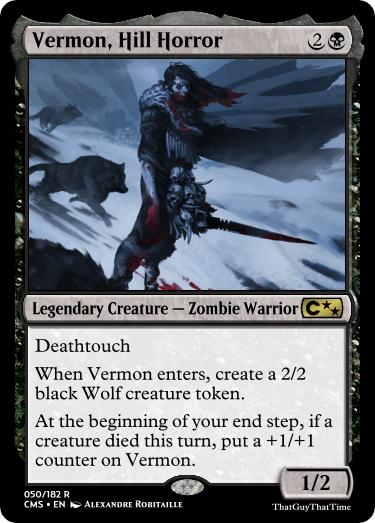 Vermon, Hill Horror 2
Legendary Creature — Zombie Warrior C
Deathtouch
When Vermon enters, create a 2/2
black Wolf creature token.
At the beginning of your end step, if a
creature died this turn, put a +1/+1
counter on Vermon.
1/2
050/182 R
CMS • EN Alexandre Robitaille
ThatGuyThatTime